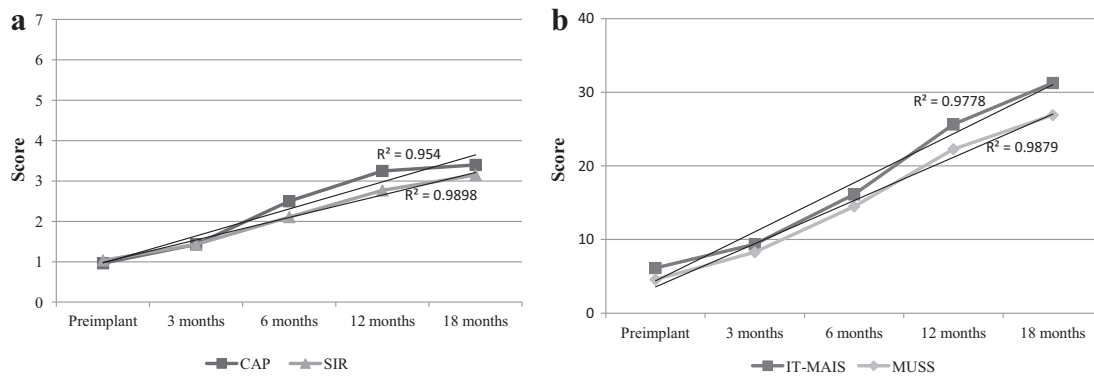 a
7
6
5
4
3
2
1
0
Score
R² = 0.954
R² = 0.9898
Preimplant 3 months 6 months 12 months 18 months
CAP SIR
b
40
30
20
10
0
Score
R² = 0.9778
R² = 0.9879
Preimplant 3 months 6 months 12 months 18 months
IT-MAIS MUSS